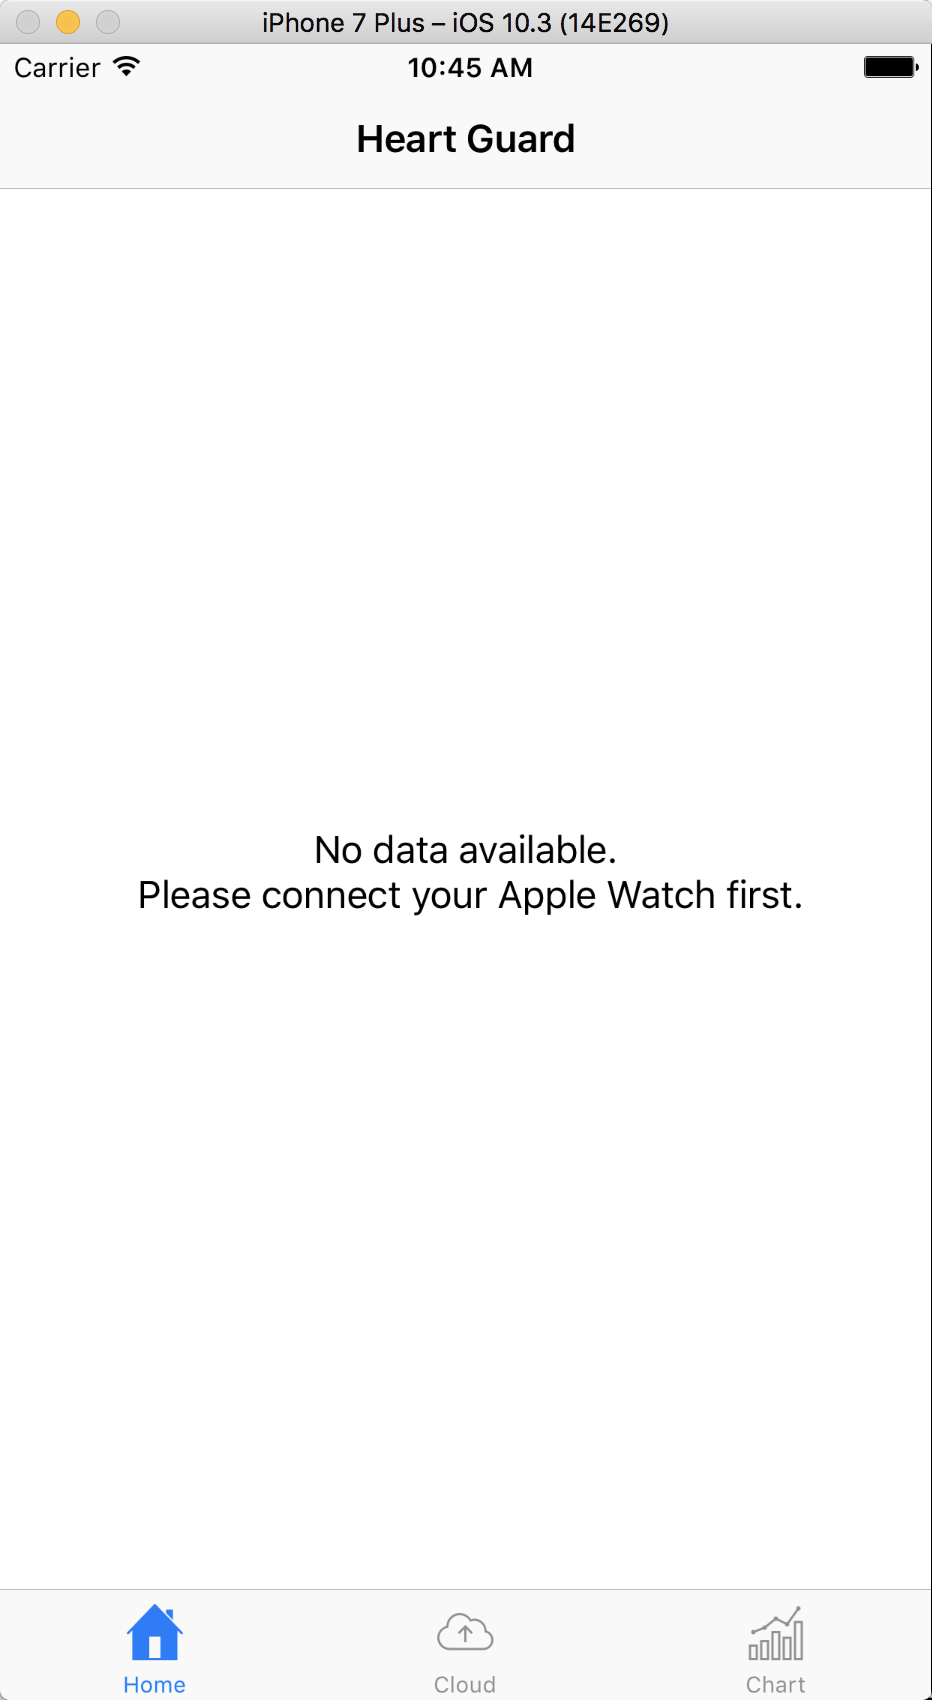 iPhone 7 Plus – iOS 10.3 (14E269)
Carrier 10:45 AM
Heart Guard
No data available.
Please connect your Apple Watch first.
Home Cloud Chart